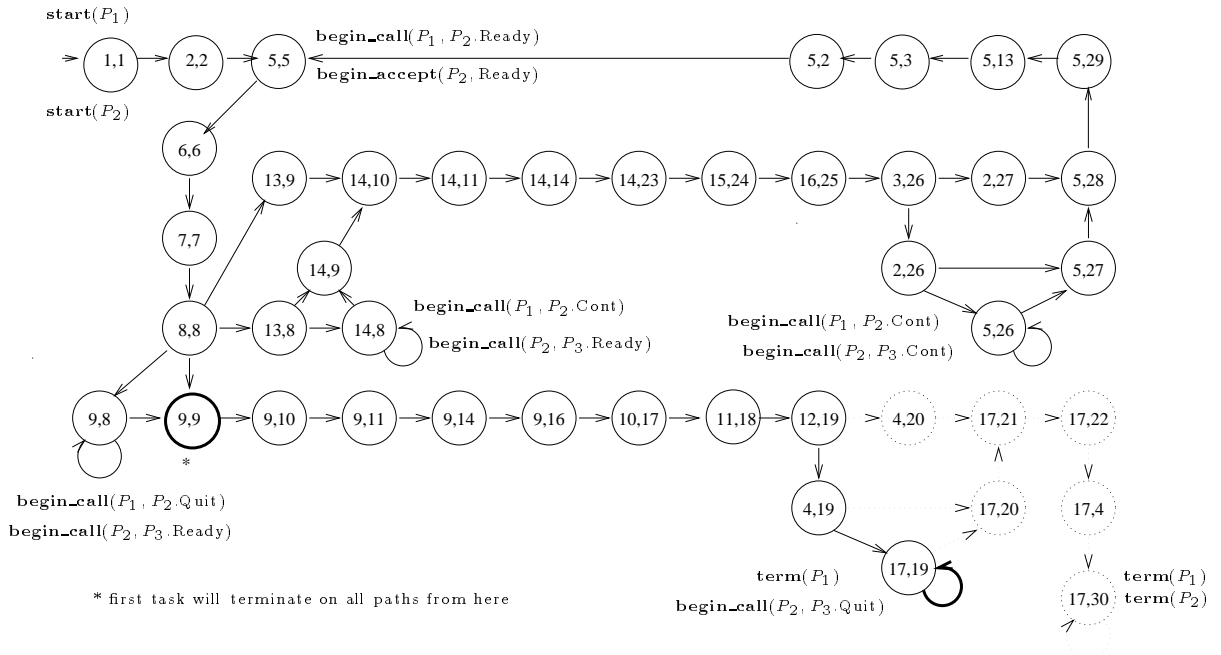 start(P1)
begin_call(P1, P2.Ready)
1,1 2,2 5,5 5,2 5,3 5,13 5,29
begin_accept(P2, Ready)
start(P2)
6,6
13,9 14,10 14,11 14,14 14,23 15,24 16,25 3,26 2,27 5,28
7,7
14,9 2,26 5,27
begin_call(P1, P2.Cont)
8,8 13,8 14,8
begin_call(P2, P3.Ready)
begin_call(P1, P2.Cont)
5,26
begin_call(P2, P3.Cont)
9,8 9,9 9,10 9,11 9,14 9,16 10,17 11,18 12,19 4,20 17,21 17,22
*
begin_call(P1, P2.Quit)
begin_call(P2, P3.Ready)
4,19 17,20 17,4
17,19
term(P1)
begin_call(P2, P3.Quit)
* first task will terminate on all paths from here
17,30
term(P1)
term(P2)